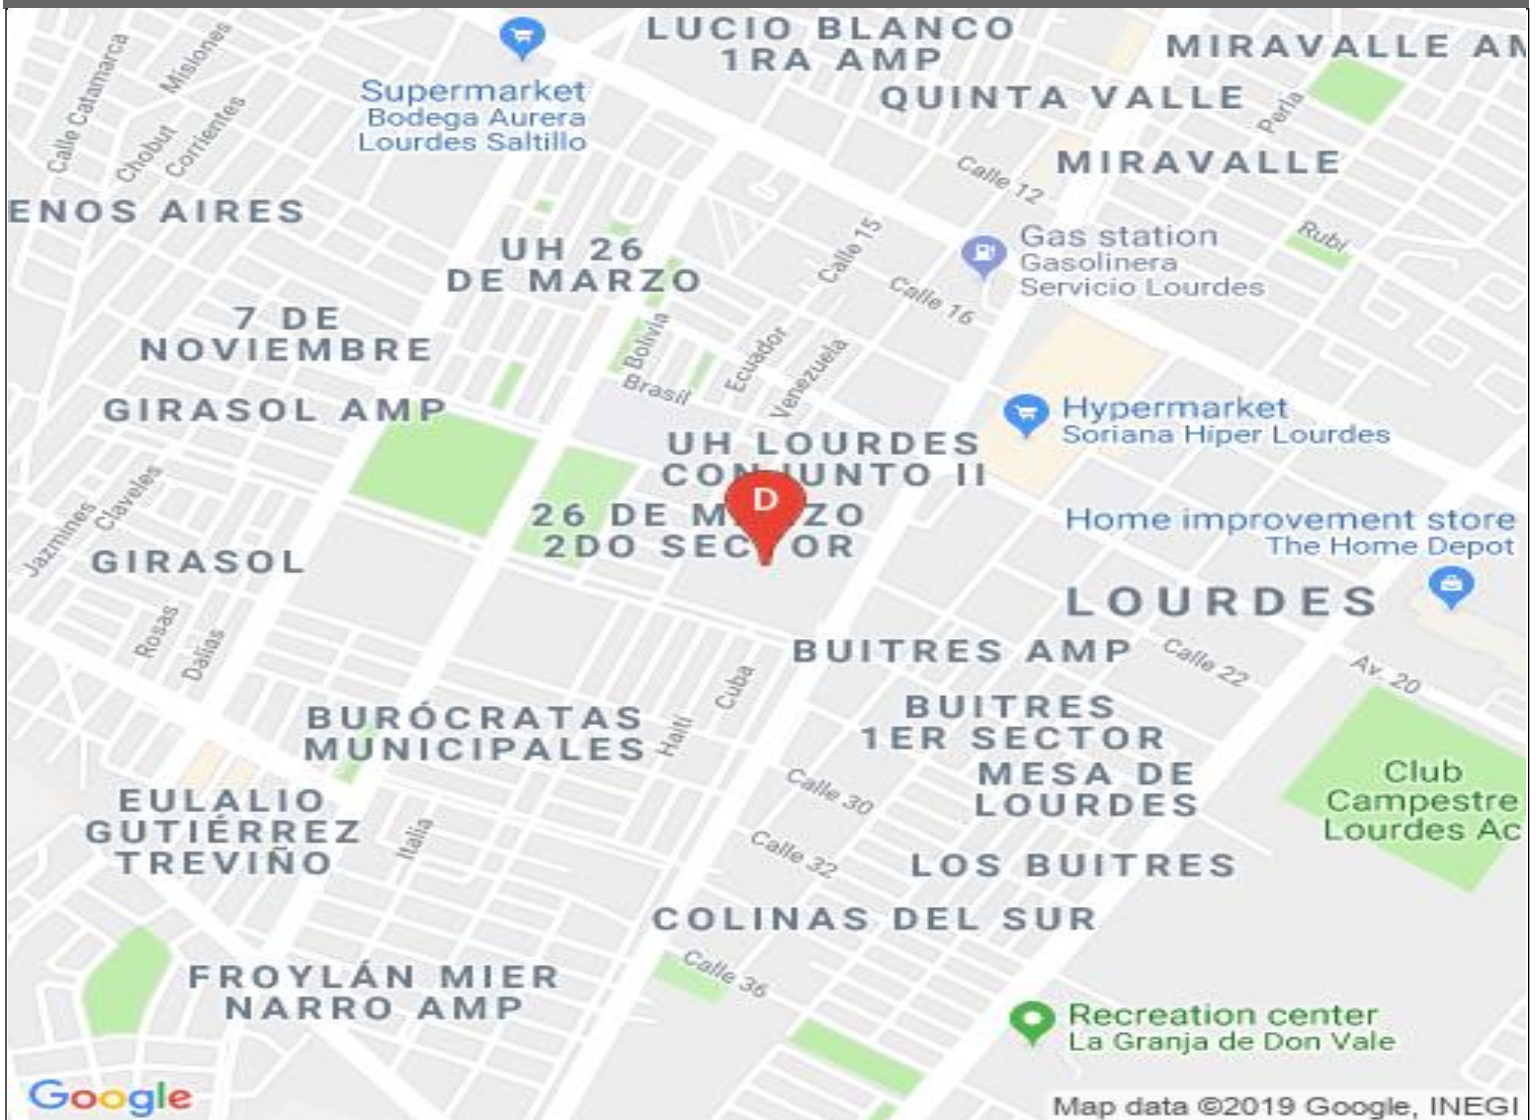 LUCIO BLANCO
1RA AMP
MIRAVALLE AM
Supermarket
Bodega Aurera
Lourdes Saltillo
Calle Catamarca
Misiones
Chobut
Corrientes
QUINTA VALLE
Perla
Calle 12
MIRAVALLE
ENOS AIRES
UH 26
DE MARZO
Calle 15
Gas station
Gasolinera
Servicio Lourdes
Rubí
Calle 16
7 DE
NOVIEMBRE
Bolivia
Brasil
Ecuador
Venezuela
GIRASOL AMP
Hypermarket
Soriana Híper Lourdes
UH LOURDES
CONJUNTO II
D
26 DE MARZO
2DO SECTOR
Jazmines
Claveles
Home improvement store
The Home Depot
GIRASOL
LOURDES
Rosas
Dalias
BUITRES AMP
Calle 22
Av. 20
Cuba
Haití
BURÓCRATAS
MUNICIPALES
BUITRES
1ER SECTOR
MESA DE
LOURDES
Club
Campestre
Lourdes Ac
Calle 30
EULALIO
GUTIÉRREZ
TREVIÑO
Italia
Calle 32
LOS BUITRES
COLINAS DEL SUR
Calle 36
FROYLÁN MIER
NARRO AMP
Recreation center
La Granja de Don Vale
Google
Map data ©2019 Google, INEGI